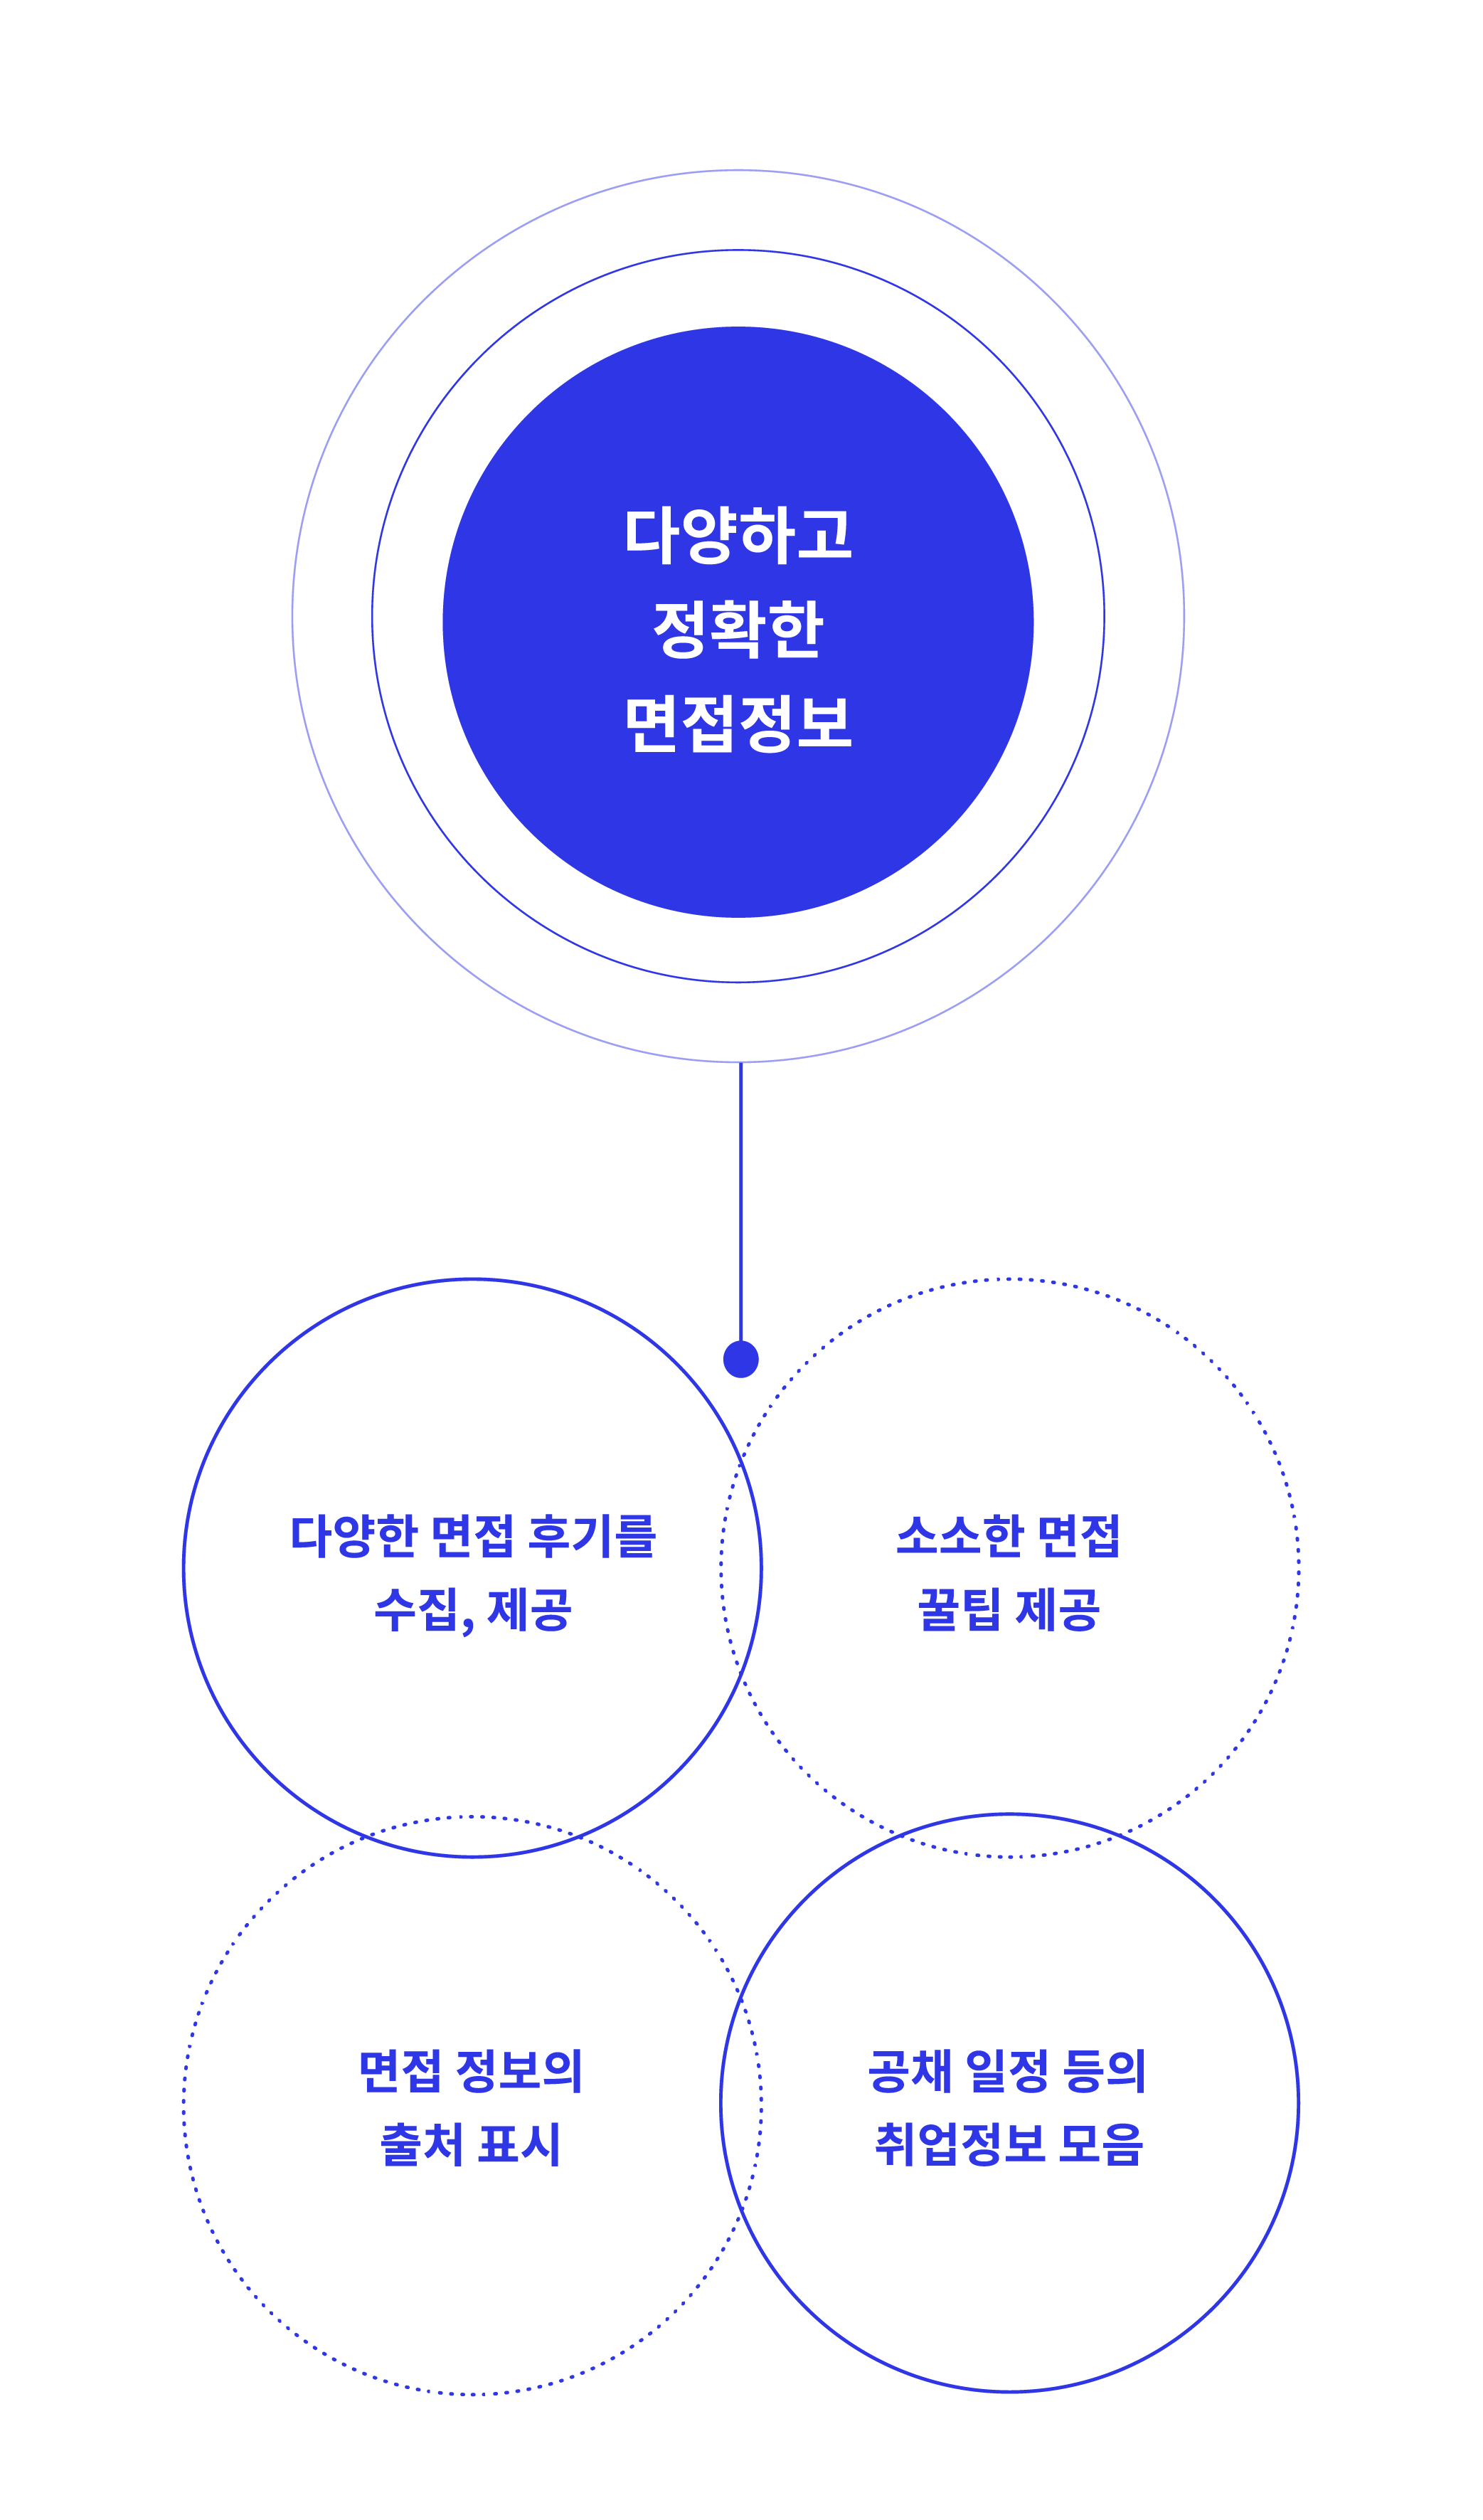 다양하고
정확한
면접정보
다양한 면접 후기를
수집, 제공
소소한 면접
꿀팁 제공
면접 정보의
출처 표시
공채 일정 등의
취업정보 모음